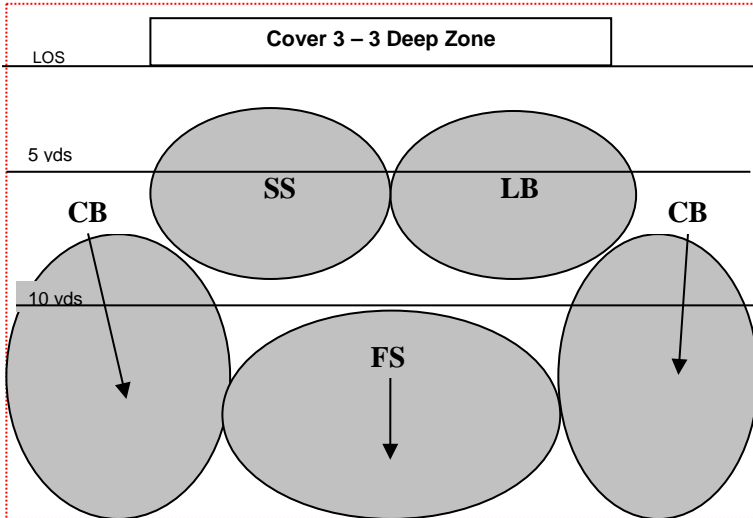 Cover 3 – 3 Deep Zone
LOS
5 yds
SS LB
CB CB
10 yds
FS